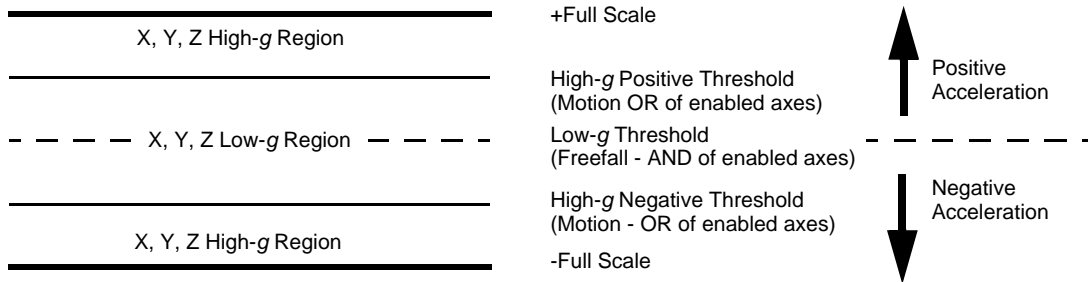 +Full Scale
X, Y, Z High-g Region
High-g Positive Threshold
(Motion OR of enabled axes)
Positive
Acceleration
X, Y, Z Low-g Region
Low-g Threshold
(Freefall - AND of enabled axes)
High-g Negative Threshold
(Motion - OR of enabled axes)
Negative
Acceleration
X, Y, Z High-g Region
-Full Scale